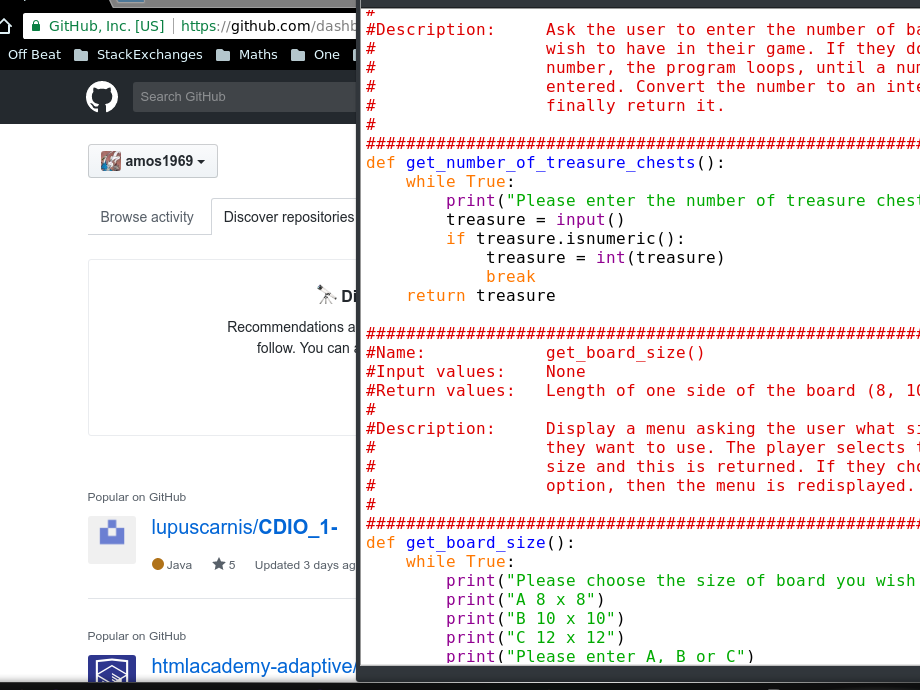 GitHub, Inc. [US] https://github.com/dashb
Off Beat StackExchanges Maths One
Search GitHub
amos1969
Browse activity Discover repositories
Di
Recommendations a
follow. You can a
Popular on GitHub
lupuscarnis/CDIO_1-
Java 5 Updated 3 days ag
Popular on GitHub
htmlacademy-adaptive/
#
#Description: Ask the user to enter the number of ba
# wish to have in their game. If they do
# number, the program loops, until a num
# entered. Convert the number to an inte
# finally return it.
#
########################################################
def get_number_of_treasure_chests():
while True:
print("Please enter the number of treasure chest
treasure = input()
if treasure.isnumeric():
treasure = int(treasure)
break
return treasure
########################################################
#Name: get_board_size()
#Input values: None
#Return values: Length of one side of the board (8, 10
#
#Description: Display a menu asking the user what si
# they want to use. The player selects t
# size and this is returned. If they cho
# option, then the menu is redisplayed.
#
########################################################
def get_board_size():
while True:
print("Please choose the size of board you wish
print("A 8 x 8")
print("B 10 x 10")
print("C 12 x 12")
print("Please enter A, B or C")